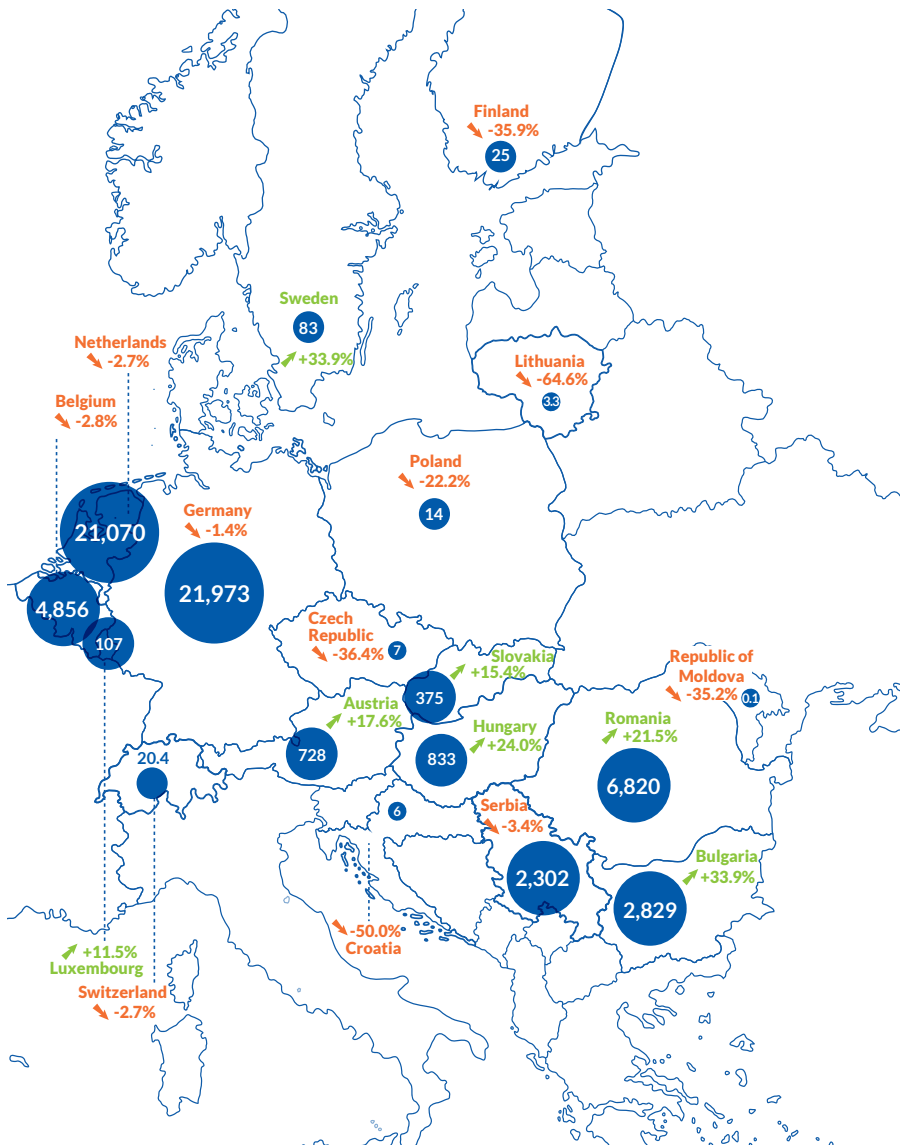 Finland
-35.9%
25
Sweden
83
+33.9%
Netherlands
-2.7%
Belgium
-2.8%
Lithuania
-64.6%
3.3
Poland
-22.2%
14
Germany
-1.4%
21,070
21,973
4,856
107
Czech
Republic
-36.4%
7
Slovakia
+15.4%
375
Republic of
Moldova
-35.2%
0.1
Austria
+17.6%
728
Hungary
+24.0%
833
Romania
+21.5%
6,820
20.4
6
Serbia
-3.4%
2,302
Bulgaria
+33.9%
2,829
-50.0%
Croatia
+11.5%
Luxembourg
Switzerland
-2.7%